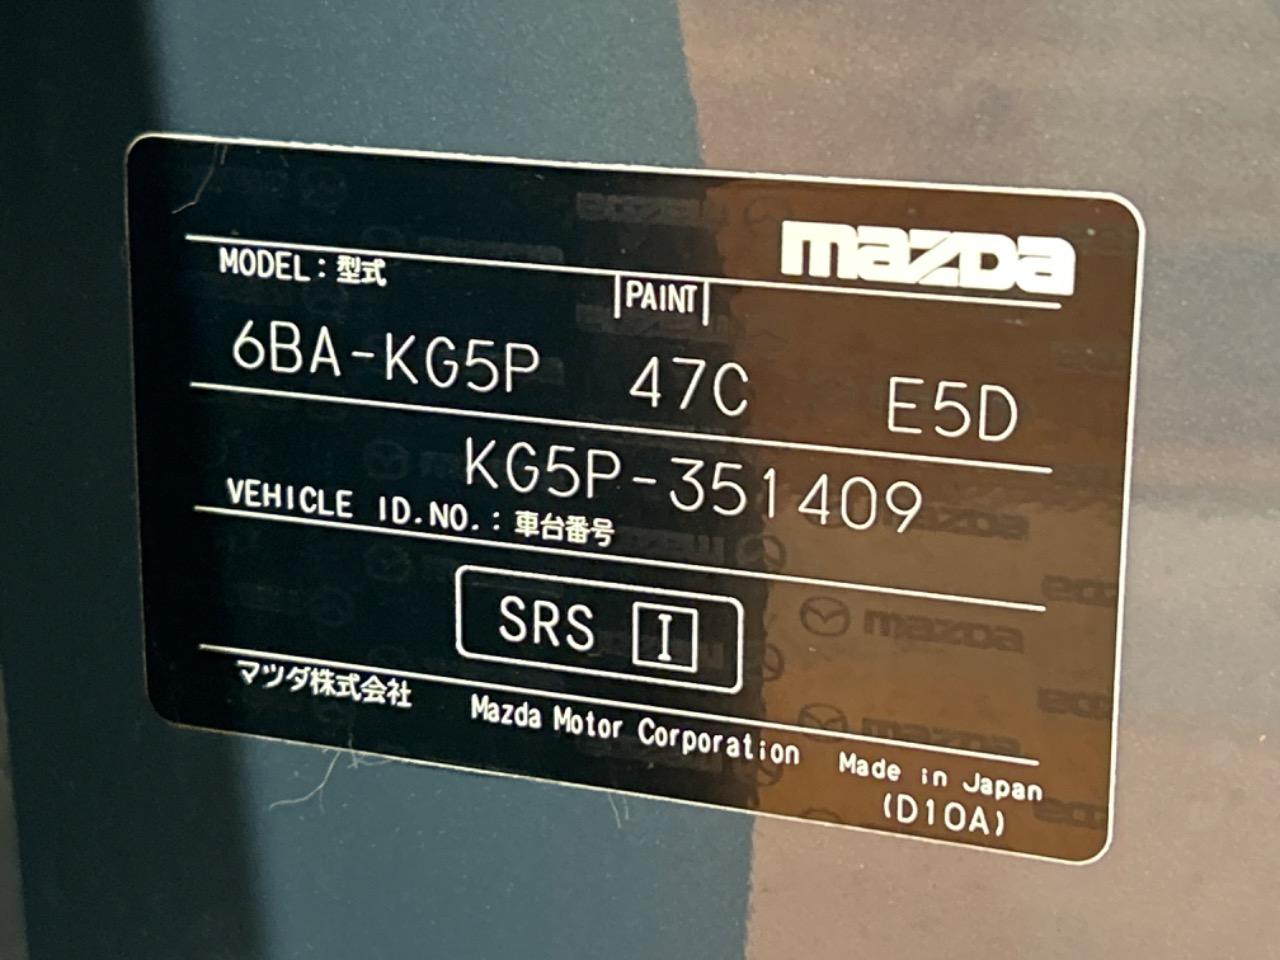 mazda
MODEL：型式
PAINT
6BA-KG5P 47C E5D
KG5P-351409
VEHICLE ID.NO.：車台番号
SRS I
マツダ株式会社 Mazda Motor Corporation Made in Japan
(D10A)